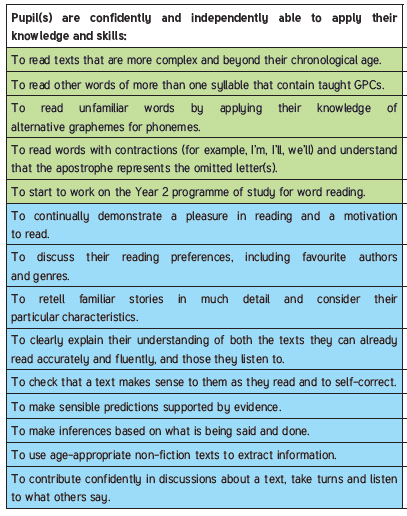 Pupil(s) are confidently and independently able to apply their
knowledge and skills:
To read texts that are more complex and beyond their chronological age.
To read other words of more than one syllable that contain taught GPCs.
To read unfamiliar words by applying their knowledge of
alternative graphemes for phonemes.
To read words with contractions (for example, I'm, I'll, we'll) and understand
that the apostrophe represents the omitted letter(s).
To start to work on the Year 2 programme of study for word reading.
To continually demonstrate a pleasure in reading and a motivation
to read.
To discuss their reading preferences, including favourite authors
and genres.
To retell familiar stories in much detail and consider their
particular characteristics.
To clearly explain their understanding of both the texts they can already
read accurately and fluently, and those they listen to.
To check that a text makes sense to them as they read and to self-correct.
To make sensible predictions supported by evidence.
To make inferences based on what is being said and done.
To use age-appropriate non-fiction texts to extract information.
To contribute confidently in discussions about a text, take turns and listen
to what others say.